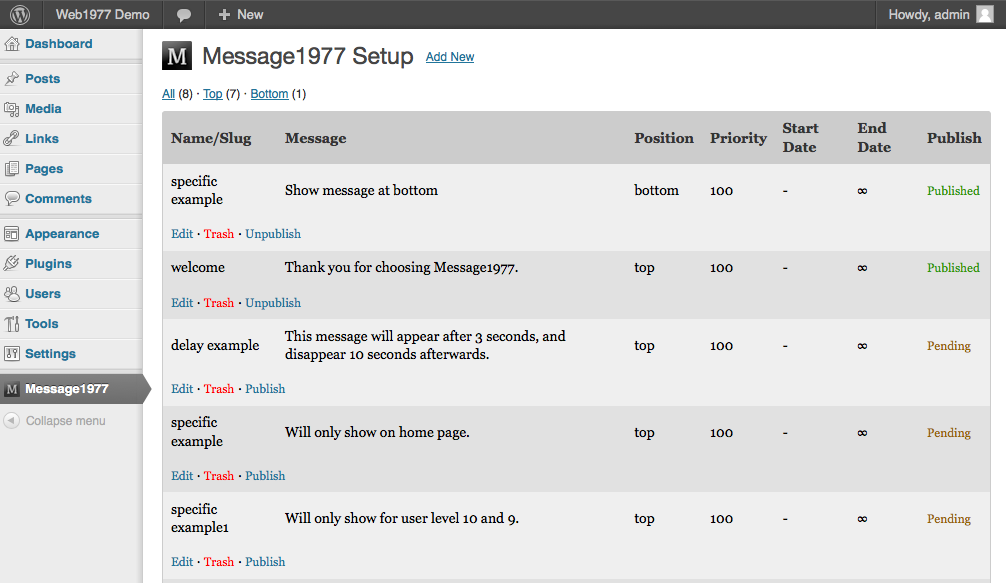 Web1977 Demo
+ New
Howdy, admin
Dashboard
Posts
Media
Links
Pages
Comments
Appearance
Plugins
Users
Tools
Settings
M Message1977
Collapse menu
M Message1977 Setup Add New
All (8) · Top (7) · Bottom (1)
Name/Slug Message Position Priority Start Date End Date Publish
specific
example
Show message at bottom bottom 100 - ∞ Published
Edit · Trash · Unpublish
welcome Thank you for choosing Message1977. top 100 - ∞ Published
Edit · Trash · Unpublish
delay example
This message will appear after 3 seconds, and
disappear 10 seconds afterwards.
top 100 - ∞ Pending
Edit · Trash · Publish
specific
example
Will only show on home page. top 100 - ∞ Pending
Edit · Trash · Publish
specific
example1
Will only show for user level 10 and 9. top 100 - ∞ Pending
Edit · Trash · Publish